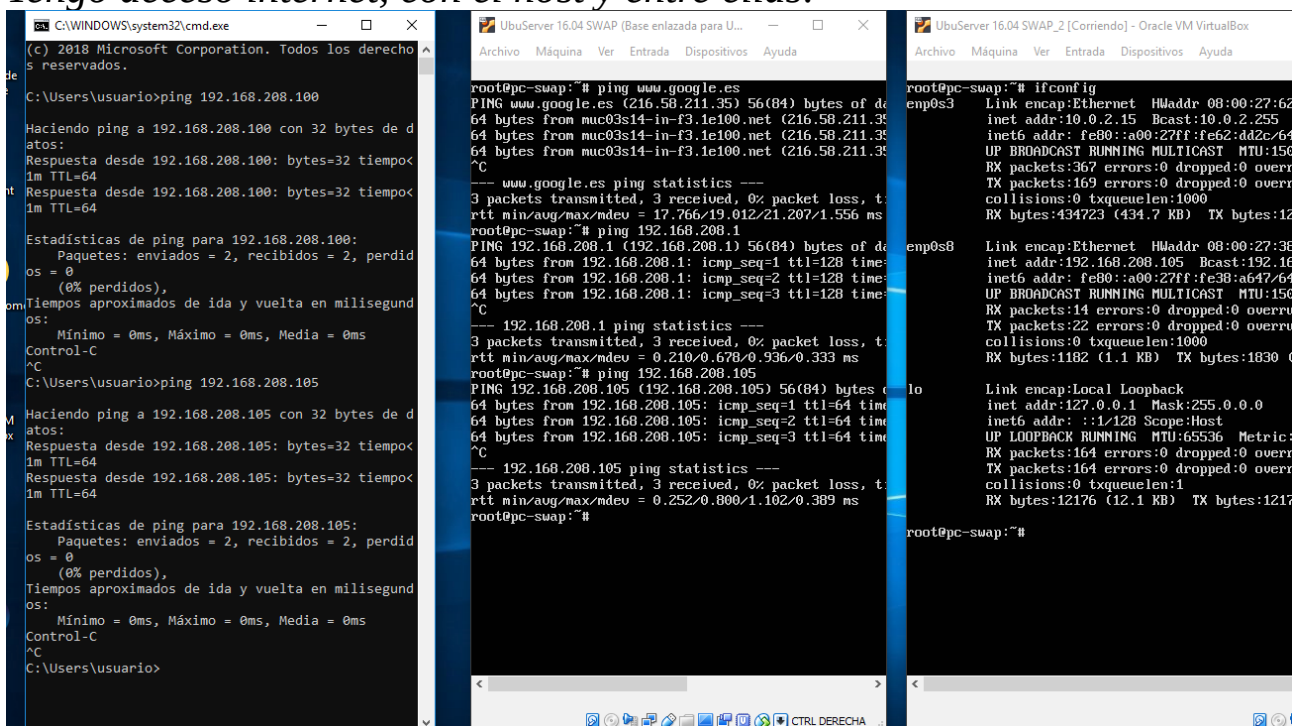 Tengo acceso internet, con el host y entre ellas.
C:\WINDOWS\system32\cmd.exe
(c) 2018 Microsoft Corporation. Todos los derecho
s reservados.
C:\Users\usuario>ping 192.168.208.100
Haciendo ping a 192.168.208.100 con 32 bytes de d
atos:
Respuesta desde 192.168.208.100: bytes=32 tiempo<
1m TTL=64
Respuesta desde 192.168.208.100: bytes=32 tiempo<
1m TTL=64
Estadísticas de ping para 192.168.208.100:
Paquetes: enviados = 2, recibidos = 2, perdid
os = 0
(0% perdidos),
Tiempos aproximados de ida y vuelta en milisegund
os:
Mínimo = 0ms, Máximo = 0ms, Media = 0ms
Control-C
^C
C:\Users\usuario>ping 192.168.208.105
Haciendo ping a 192.168.208.105 con 32 bytes de d
atos:
Respuesta desde 192.168.208.105: bytes=32 tiempo<
1m TTL=64
Respuesta desde 192.168.208.105: bytes=32 tiempo<
1m TTL=64
Estadísticas de ping para 192.168.208.105:
Paquetes: enviados = 2, recibidos = 2, perdid
os = 0
(0% perdidos),
Tiempos aproximados de ida y vuelta en milisegund
os:
Mínimo = 0ms, Máximo = 0ms, Media = 0ms
Control-C
^C
C:\Users\usuario>
UbuServer 16.04 SWAP (Base enlazada para U...
Archivo Máquina Ver Entrada Dispositivos Ayuda
root@pc-swap:~# ping www.google.es
PING www.google.es (216.58.211.35) 56(84) bytes of da
64 bytes from muc03s14-in-f3.1e100.net (216.58.211.35
64 bytes from muc03s14-in-f3.1e100.net (216.58.211.35
64 bytes from muc03s14-in-f3.1e100.net (216.58.211.35
^C
--- www.google.es ping statistics ---
3 packets transmitted, 3 received, 0% packet loss, t
rtt min/avg/max/mdev = 17.766/19.012/21.207/1.556 ms
root@pc-swap:~# ping 192.168.208.1
PING 192.168.208.1 (192.168.208.1) 56(84) bytes of da
64 bytes from 192.168.208.1: icmp_seq=1 ttl=128 time=
64 bytes from 192.168.208.1: icmp_seq=2 ttl=128 time=
64 bytes from 192.168.208.1: icmp_seq=3 ttl=128 time=
^C
--- 192.168.208.1 ping statistics ---
3 packets transmitted, 3 received, 0% packet loss, t
rtt min/avg/max/mdev = 0.210/0.678/0.936/0.333 ms
root@pc-swap:~# ping 192.168.208.105
PING 192.168.208.105 (192.168.208.105) 56(84) bytes o
64 bytes from 192.168.208.105: icmp_seq=1 ttl=64 time
64 bytes from 192.168.208.105: icmp_seq=2 ttl=64 time
64 bytes from 192.168.208.105: icmp_seq=3 ttl=64 time
^C
--- 192.168.208.105 ping statistics ---
3 packets transmitted, 3 received, 0% packet loss, t
rtt min/avg/max/mdev = 0.252/0.800/1.102/0.389 ms
root@pc-swap:~#
CTRL DERECHA
UbuServer 16.04 SWAP_2 [Corriendo] - Oracle VM VirtualBox
Archivo Máquina Ver Entrada Dispositivos Ayuda
root@pc-swap:~# ifconfig
enp0s3 Link encap:Ethernet HWaddr 08:00:27:62
inet addr:10.0.2.15 Bcast:10.0.2.255
inet6 addr: fe80::a00:27ff:fe62:dd2c/64
UP BROADCAST RUNNING MULTICAST MTU:150
RX packets:367 errors:0 dropped:0 overr
TX packets:169 errors:0 dropped:0 overr
collisions:0 txqueuelen:1000
RX bytes:434723 (434.7 KB) TX bytes:12
enp0s8 Link encap:Ethernet HWaddr 08:00:27:38
inet addr:192.168.208.105 Bcast:192.16
inet6 addr: fe80::a00:27ff:fe38:a647/64
UP BROADCAST RUNNING MULTICAST MTU:150
RX packets:14 errors:0 dropped:0 overru
TX packets:22 errors:0 dropped:0 overru
collisions:0 txqueuelen:1000
RX bytes:1182 (1.1 KB) TX bytes:1830 (
lo Link encap:Local Loopback
inet addr:127.0.0.1 Mask:255.0.0.0
inet6 addr: ::1/128 Scope:Host
UP LOOPBACK RUNNING MTU:65536 Metric:
RX packets:164 errors:0 dropped:0 overr
TX packets:164 errors:0 dropped:0 overr
collisions:0 txqueuelen:1
RX bytes:12176 (12.1 KB) TX bytes:1217
root@pc-swap:~#